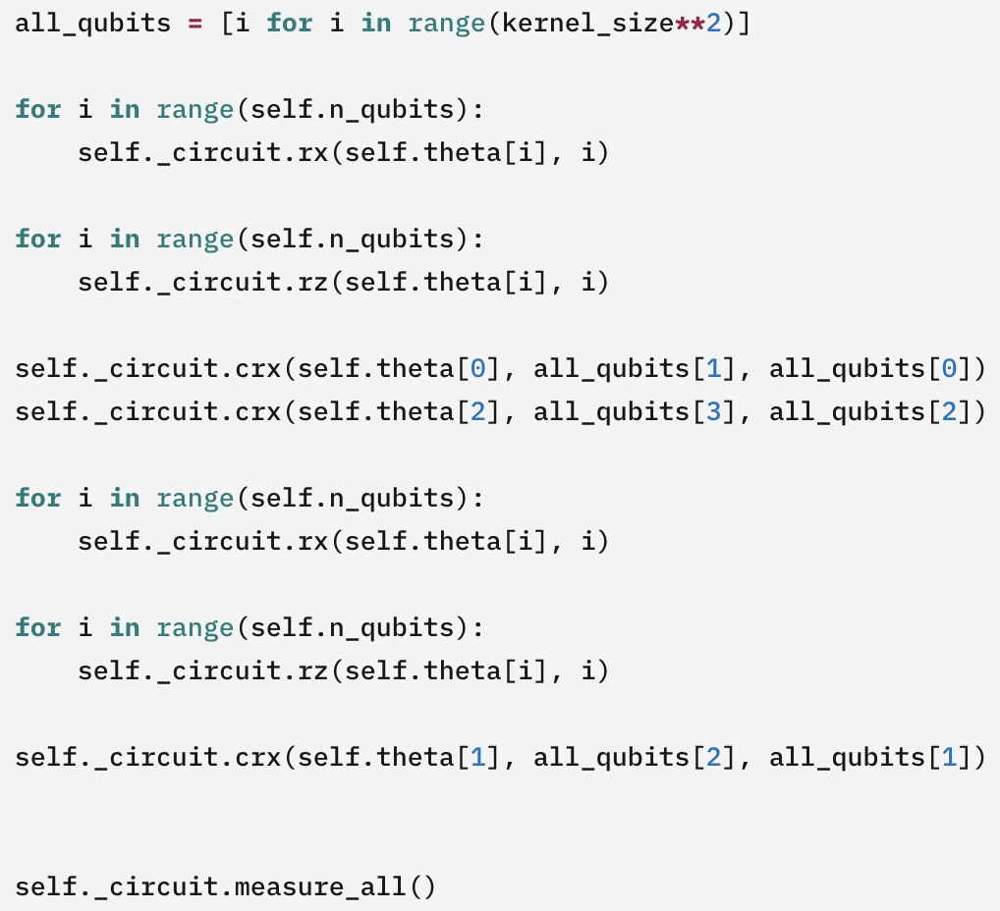 all_qubits = [i for i in range(kernel_size**2)]
for i in range(self.n_qubits):
    self._circuit.rx(self.theta[i], i)
for i in range(self.n_qubits):
    self._circuit.rz(self.theta[i], i)
self._circuit.crx(self.theta[0], all_qubits[1], all_qubits[0])
self._circuit.crx(self.theta[2], all_qubits[3], all_qubits[2])
for i in range(self.n_qubits):
    self._circuit.rx(self.theta[i], i)
for i in range(self.n_qubits):
    self._circuit.rz(self.theta[i], i)
self._circuit.crx(self.theta[1], all_qubits[2], all_qubits[1])
self._circuit.measure_all()